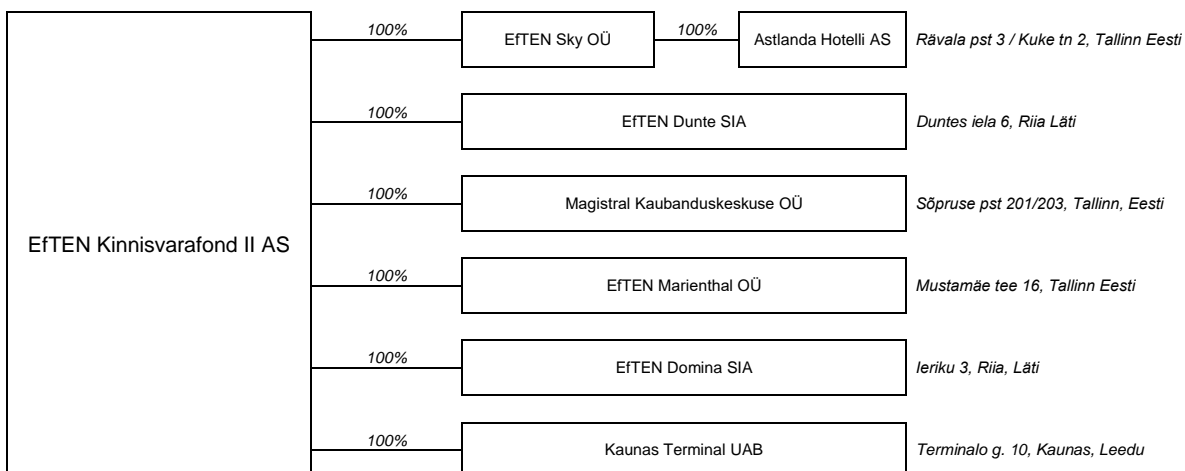 100% EfTEN Sky OÜ 100% Astlanda Hotelli AS Rävala pst 3 / Kuke tn 2, Tallinn Eesti
100% EfTEN Dunte SIA Duntes iela 6, Riia Läti
100% Magistral Kaubanduskeskuse OÜ Sõpruse pst 201/203, Tallinn, Eesti
EfTEN Kinnisvarafond II AS
100% EfTEN Marienthal OÜ Mustamäe tee 16, Tallinn Eesti
100% EfTEN Domina SIA Ieriku 3, Riia, Läti
100% Kaunas Terminal UAB Terminalo g. 10, Kaunas, Leedu